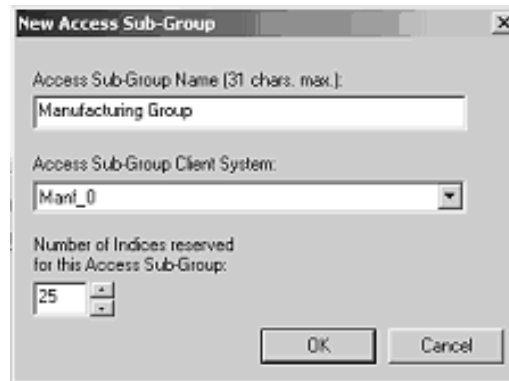 New Access Sub-Group
Access Sub-Group Name (31 chars. max.):
Manufacturing Group
Access Sub-Group Client System:
Manf_0
Number of Indices reserved
for this Access Sub-Group:
25
OK Cancel